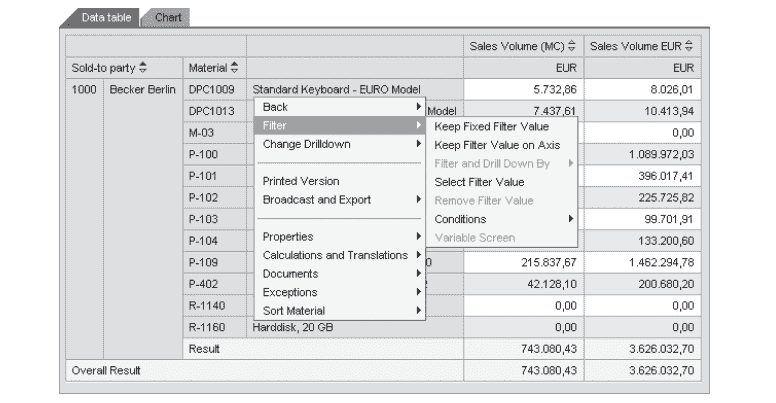 Data table Chart
Sales Volume (MC) Sales Volume EUR
Sold-to party Material EUR EUR
1000 Becker Berlin DPC1009 Standard Keyboard - EURO Model 5.732,86 8.026,01
DPC1013 Model 7.437,61 10.413,94
M-03 0,00
P-100 1.089.972,03
P-101 396.017,41
P-102 225.725,82
P-103 99.701,91
P-104 133.200,60
P-109 0 215.837,67 1.462.294,78
P-402 42.128,10 200.680,20
R-1140 0,00 0,00
R-1160 Harddisk, 20 GB 0,00 0,00
Result 743.080,43 3.626.032,70
Overall Result 743.080,43 3.626.032,70
Back
Filter
Change Drilldown
Printed Version
Broadcast and Export
Properties
Calculations and Translations
Documents
Exceptions
Sort Material
Keep Fixed Filter Value
Keep Filter Value on Axis
Filter and Drill Down By
Select Filter Value
Remove Filter Value
Conditions
Variable Screen